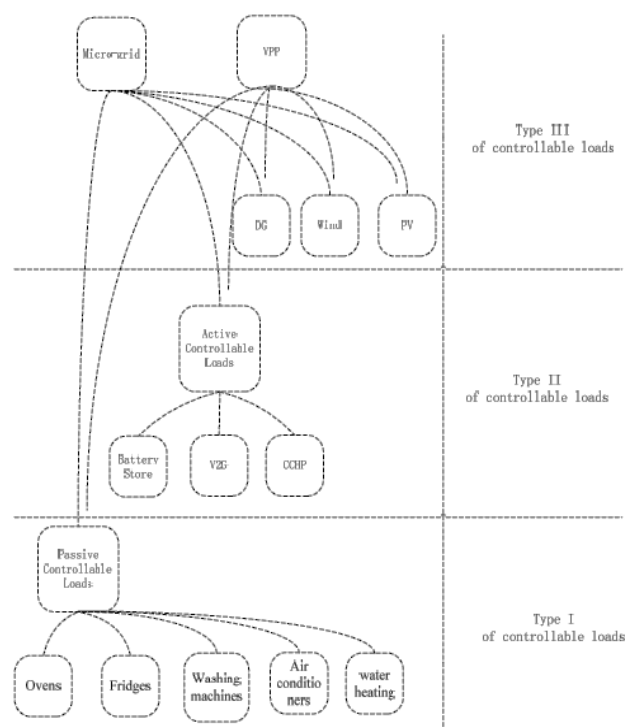 Micro-grid
VPP
Type III
of controllable loads
DG
Wind
PV
Active
Controllable
Loads
Type II
of controllable loads
Battery
Store
V2G
CCHP
Passive
Controllable
Loads
Type I
of controllable loads
Ovens
Fridges
Washing
machines
Air
conditio
ners
water
heating